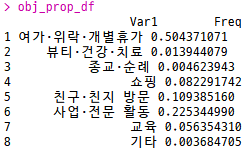 > obj_prop_df
Var1 Freq
1 여가·위락·개별휴가 0.504371071
2 뷰티·건강·치료 0.013944079
3 종교·순례 0.004623943
4 쇼핑 0.082291742
5 친구·친지 방문 0.109385160
6 사업·전문 활동 0.225344990
7 교육 0.056354310
8 기타 0.003684705